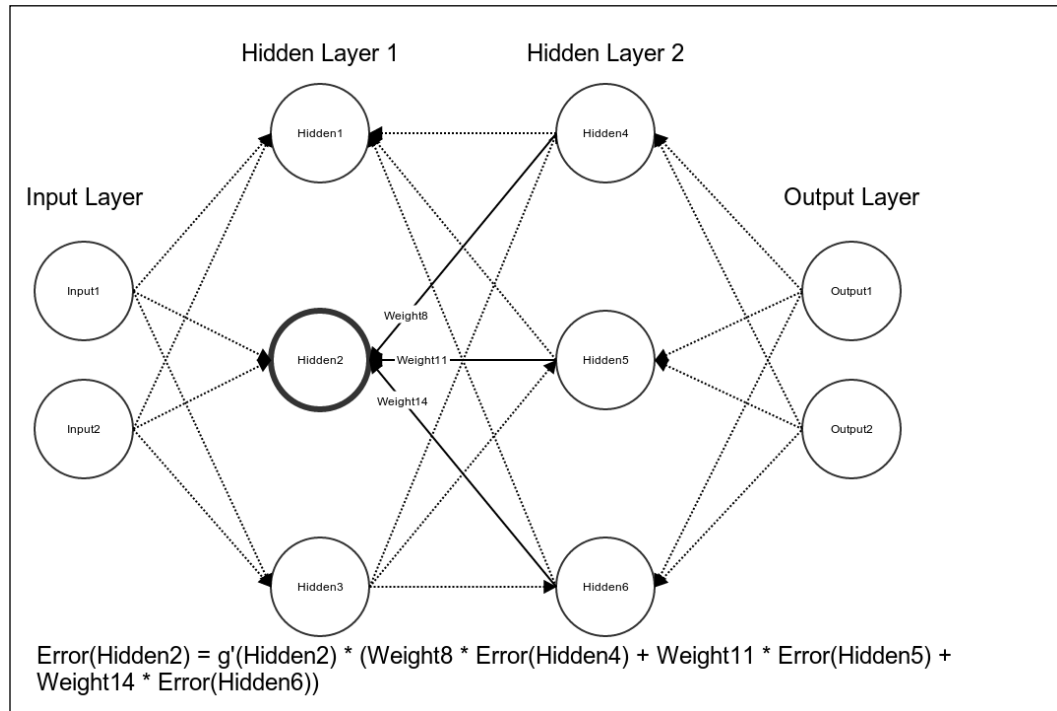 Hidden Layer 1
Hidden Layer 2
Hidden1
Hidden4
Input Layer
Output Layer
Input1
Output1
Weight8
Hidden2
Weight11
Hidden5
Weight14
Input2
Output2
Hidden3
Hidden6
Error(Hidden2) = g'(Hidden2) * (Weight8 * Error(Hidden4) + Weight11 * Error(Hidden5) +
Weight14 * Error(Hidden6))